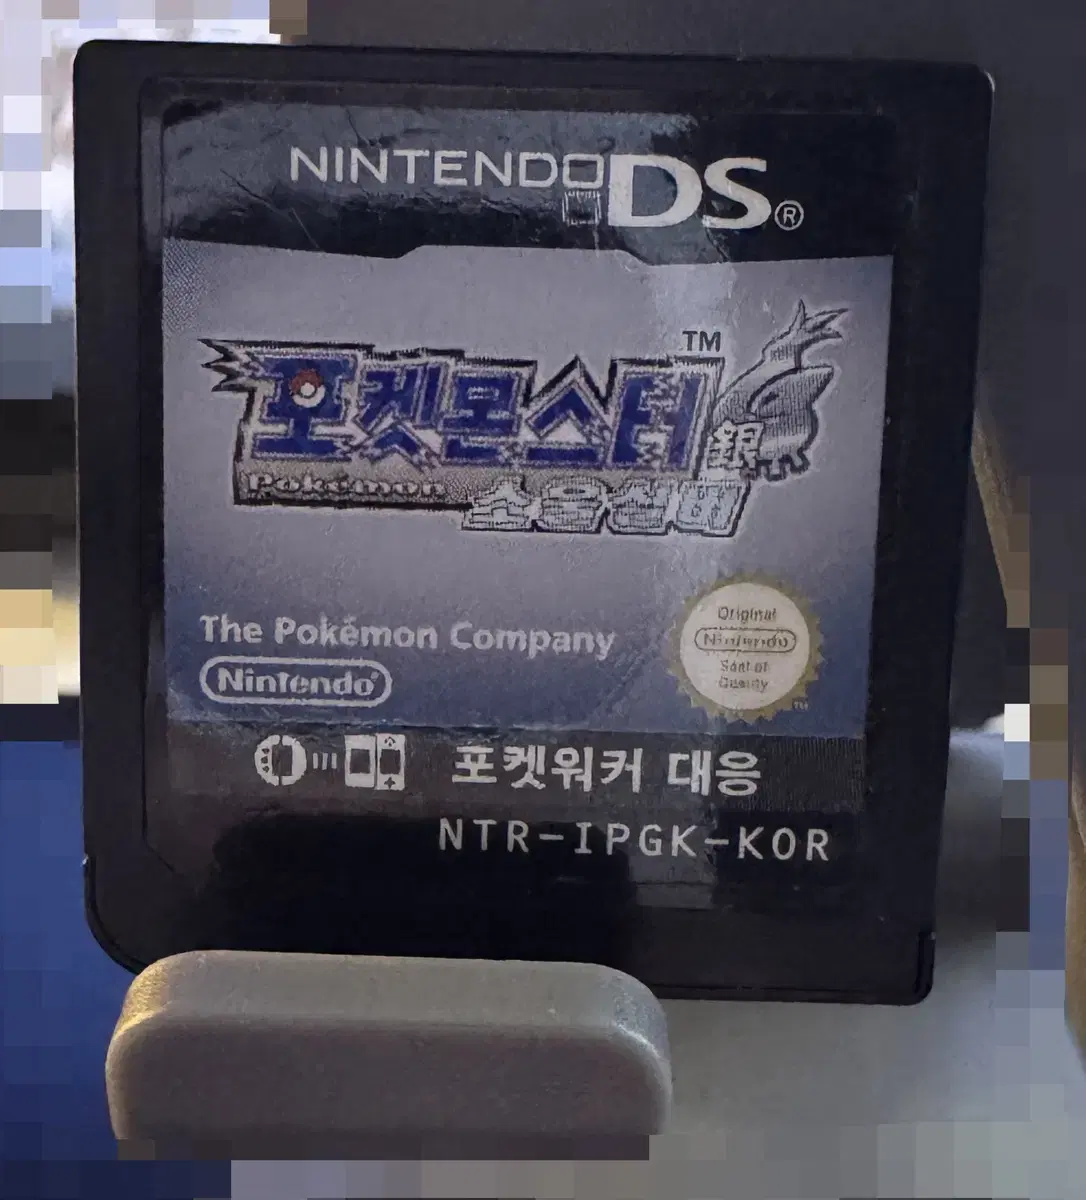 NINTENDO DS®
TM
포켓몬스터
銀
Pokémon
소울실버
The Pokémon Company
Nintendo
Original
Nintendo
Seal of
Quality
TM
포켓워커 대응
NTR-IPGK-KOR